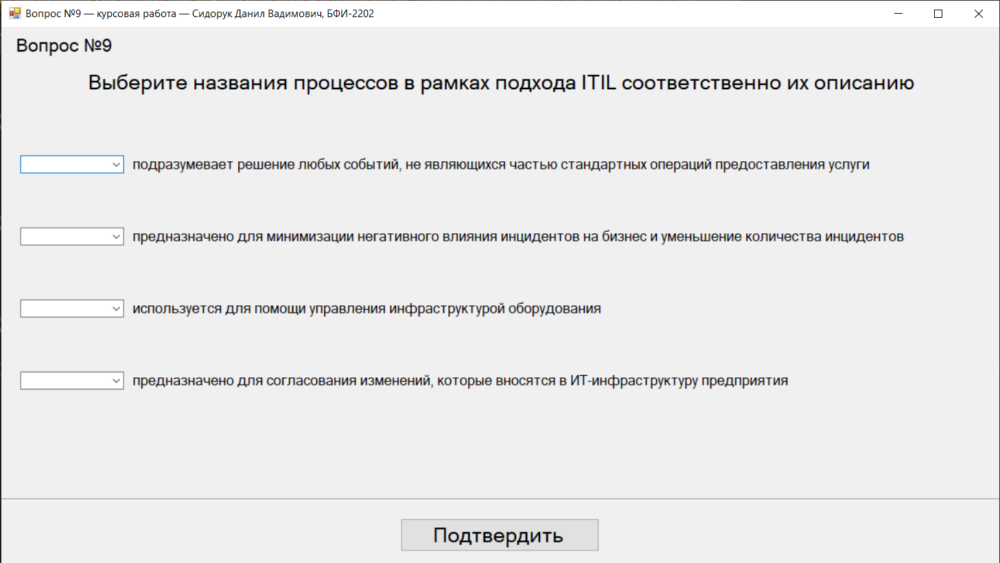 Вопрос №9 — курсовая работа — Сидорук Данил Вадимович, БФИ-2202
Вопрос №9
Выберите названия процессов в рамках подхода ITIL соответственно их описанию
подразумевает решение любых событий, не являющихся частью стандартных операций предоставления услуги
предназначено для минимизации негативного влияния инцидентов на бизнес и уменьшение количества инцидентов
используется для помощи управления инфраструктурой оборудования
предназначено для согласования изменений, которые вносятся в ИТ-инфраструктуру предприятия
Подтвердить